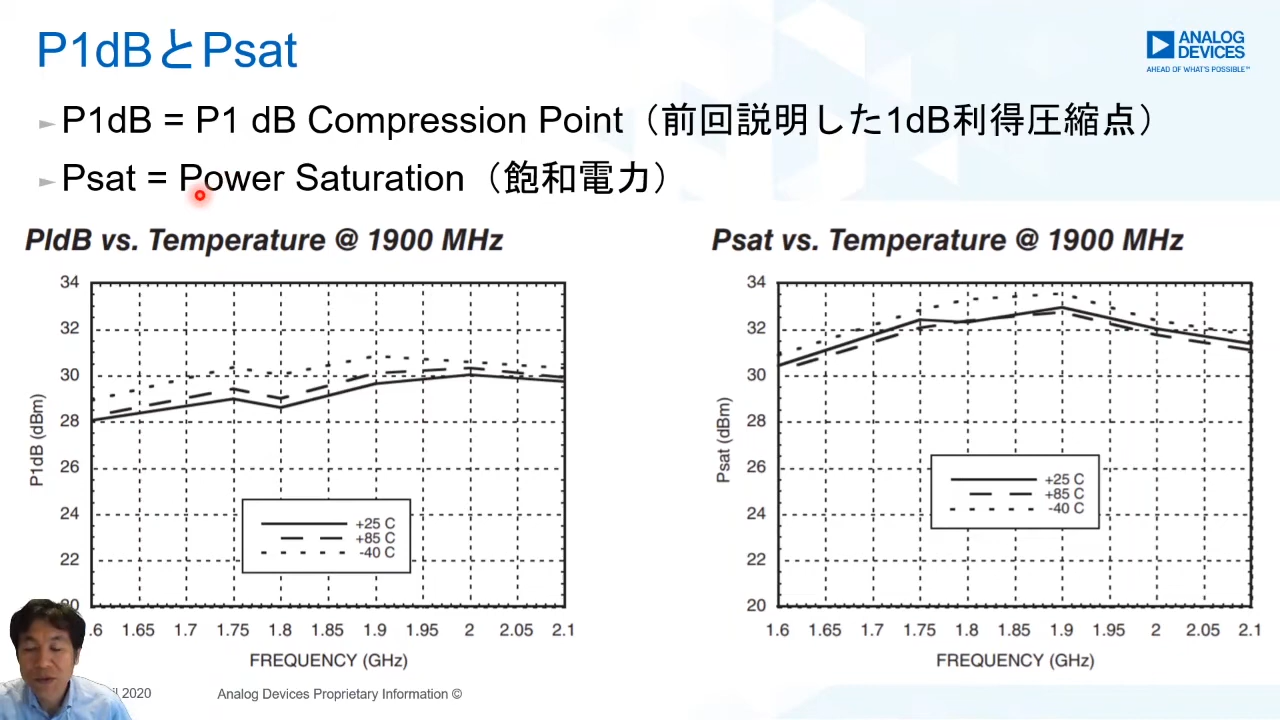 P1dBとPsat
ANALOG
DEVICES
AHEAD OF WHAT'S POSSIBLE™
P1dB = P1 dB Compression Point（前回説明した1dB利得圧縮点）
Psat = Power Saturation（飽和電力）
P1dB vs. Temperature @ 1900 MHz
34
32
30
28
26
24
22
20
P1dB (dBm)
+25 C
+85 C
-40 C
.6 1.65 1.7 1.75 1.8 1.85 1.9 1.95 2 2.05 2.1
FREQUENCY (GHz)
Psat vs. Temperature @ 1900 MHz
34
32
30
28
26
24
22
20
Psat (dBm)
+25 C
+85 C
-40 C
1.6 1.65 1.7 1.75 1.8 1.85 1.9 1.95 2 2.05 2.1
FREQUENCY (GHz)
2020
Analog Devices Proprietary Information ©